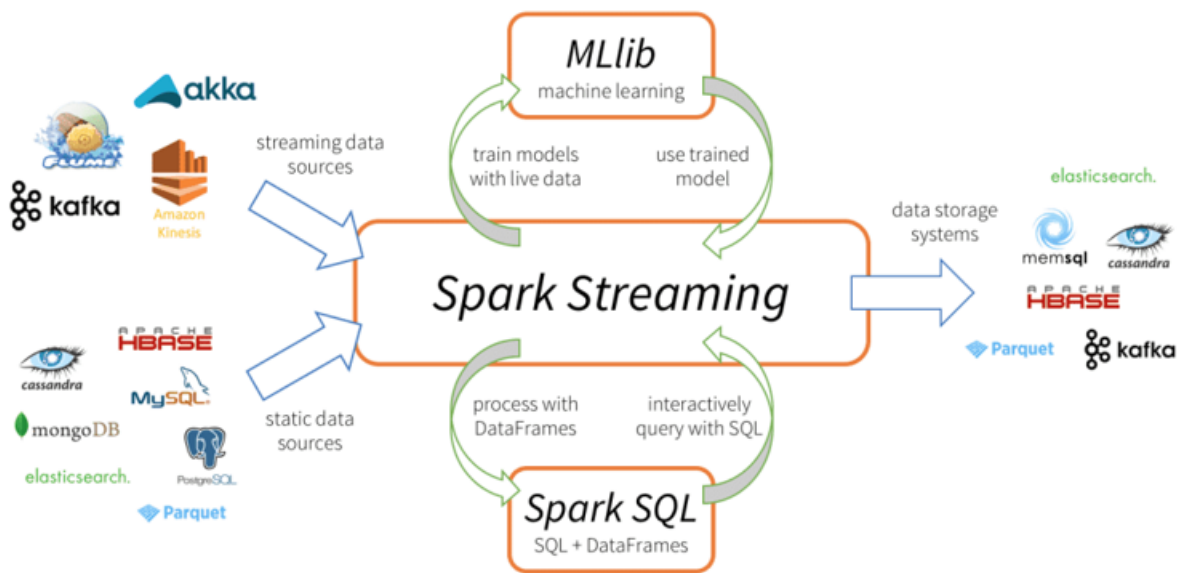 MLlib
machine learning
akka
FLUME
streaming data
sources
kafka
Amazon
Kinesis
train models
with live data
use trained
model
elasticsearch.
data storage
systems
memsql
cassandra
Spark Streaming
APACHE
HBASE
Parquet
kafka
APACHE
HBASE
cassandra
MySQL
mongoDB
static data
sources
PostgreSQL
elasticsearch.
Parquet
process with
DataFrames
interactively
query with SQL
Spark SQL
SQL + DataFrames